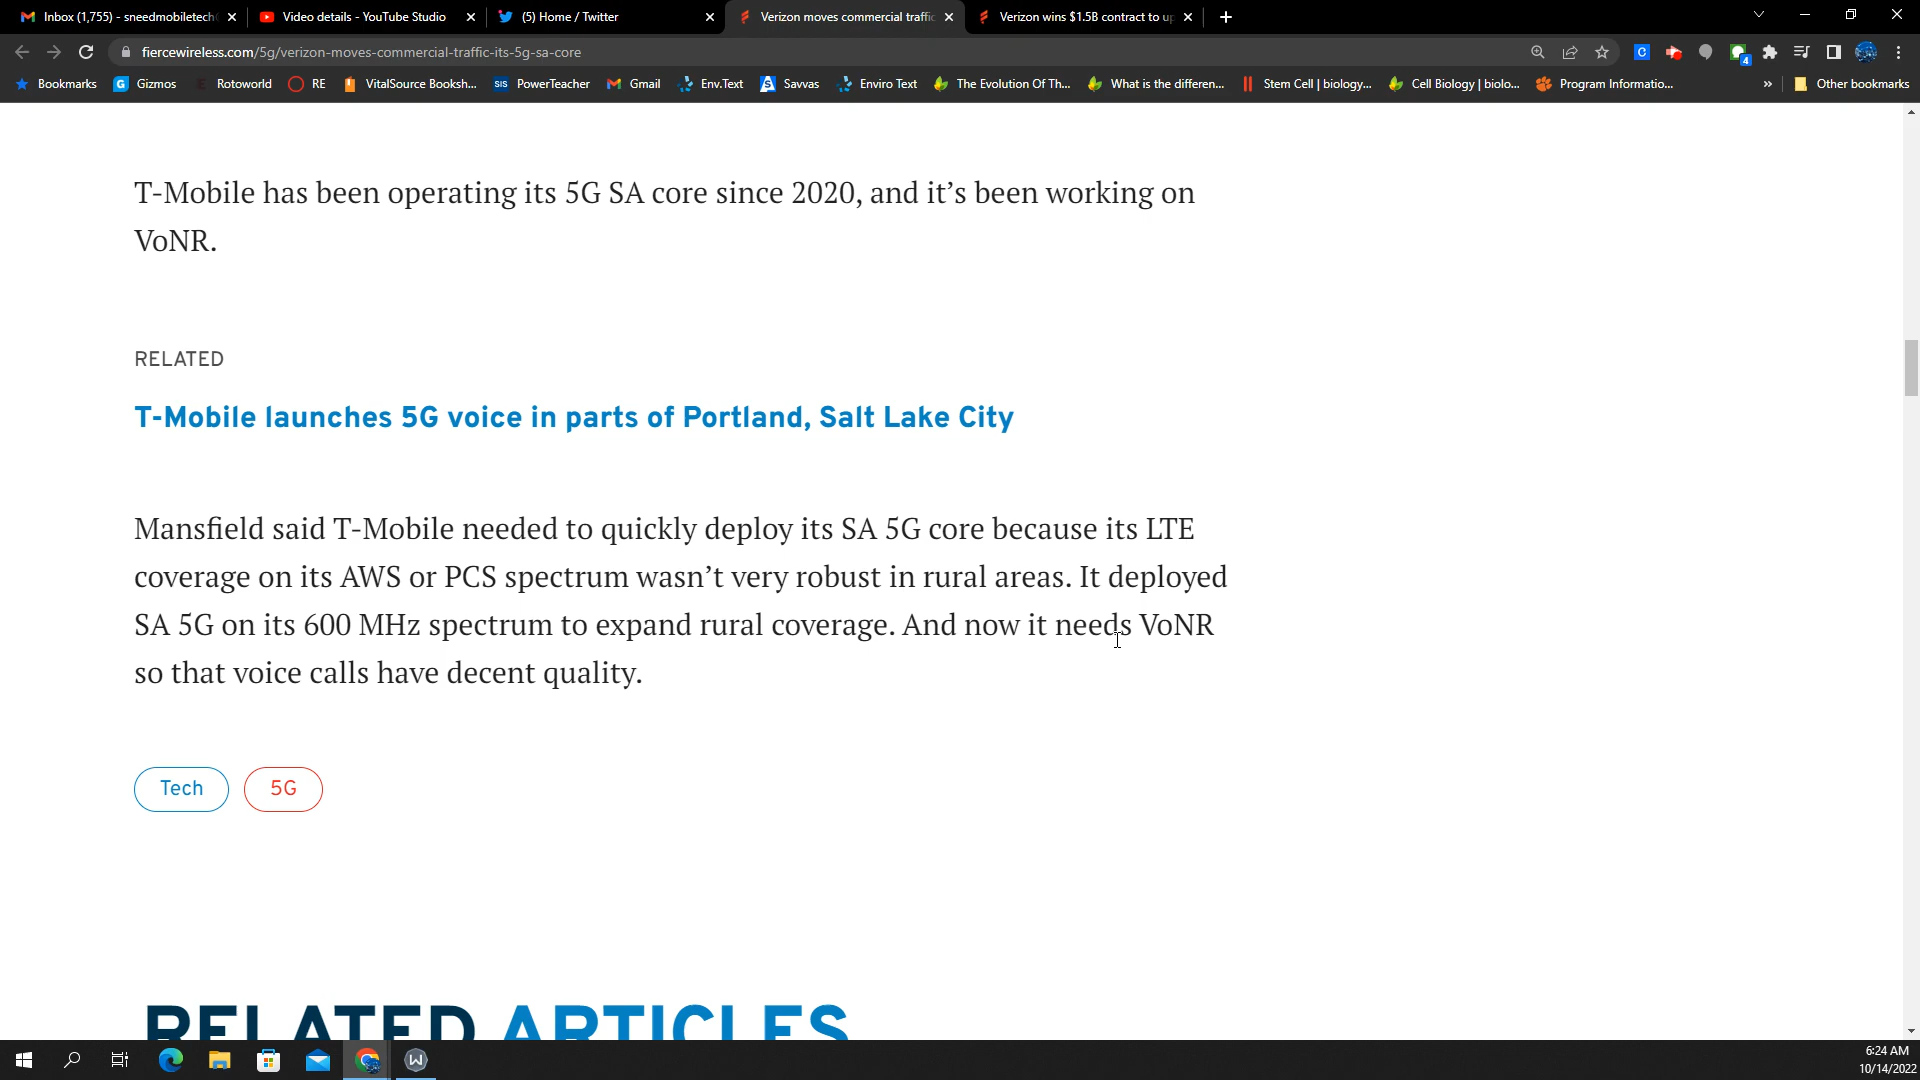 Inbox (1,755) - sneedmobiletech
Video details - YouTube Studio
(5) Home / Twitter
Verizon moves commercial traffic
Verizon wins $1.5B contract to up
fiercewireless.com/5g/verizon-moves-commercial-traffic-its-5g-sa-core
4
Bookmarks
Gizmos
Rotoworld
RE
VitalSource Booksh...
SIS
PowerTeacher
Gmail
Env.Text
Savvas
Enviro Text
The Evolution Of Th...
What is the differen...
Stem Cell | biology...
Cell Biology | biolo...
Program Informatio...
»
Other bookmarks
T-Mobile has been operating its 5G SA core since 2020, and it’s been working on
VoNR.
RELATED
T-Mobile launches 5G voice in parts of Portland, Salt Lake City
Mansfield said T-Mobile needed to quickly deploy its SA 5G core because its LTE
coverage on its AWS or PCS spectrum wasn’t very robust in rural areas. It deployed
SA 5G on its 600 MHz spectrum to expand rural coverage. And now it needs VoNR
so that voice calls have decent quality.
Tech
5G
RELATED ARTICLES
6:24 AM
10/14/2022